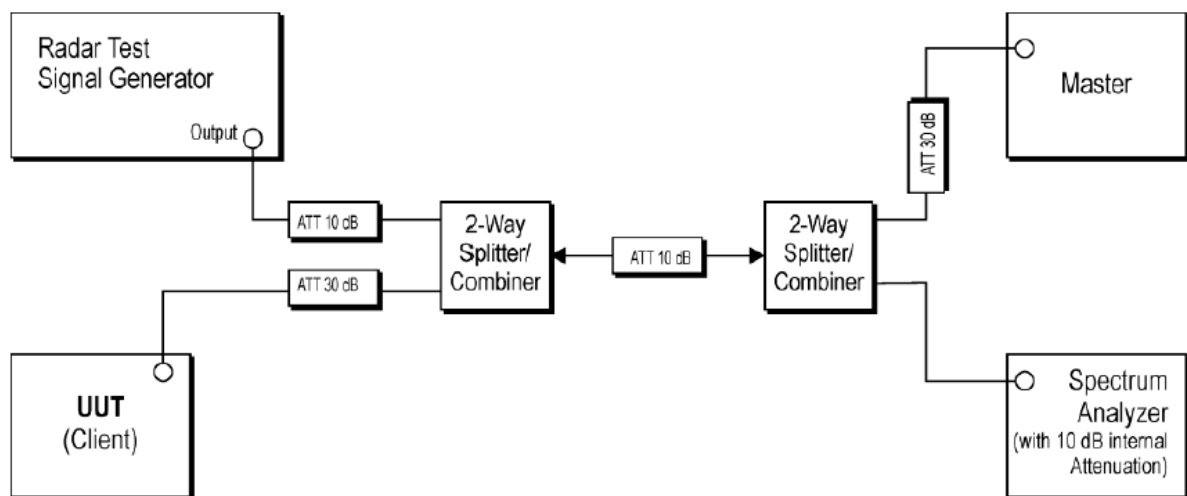 Radar Test
Signal Generator
Output
ATT 10 dB
ATT 30 dB
UUT
(Client)
2-Way
Splitter/
Combiner
ATT 10 dB
2-Way
Splitter/
Combiner
ATT 30 dB
Master
Spectrum
Analyzer
(with 10 dB internal
Attenuation)